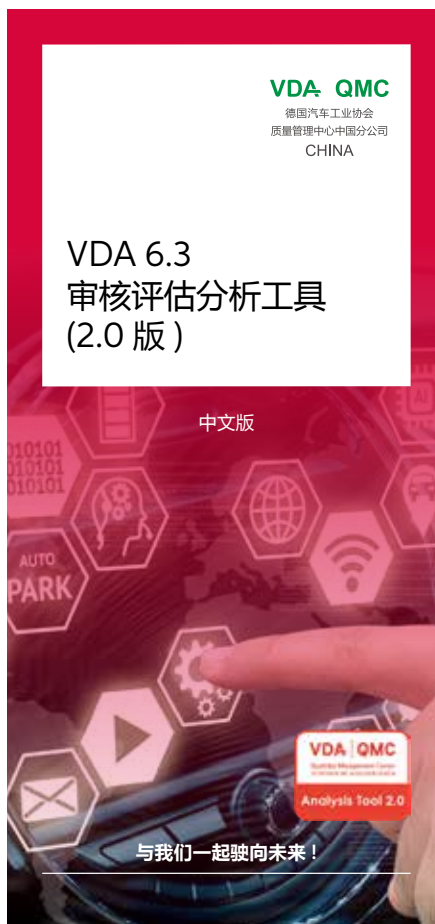 VDA QMC
德国汽车工业协会
质量管理中心中国分公司
CHINA
VDA 6.3
审核评估分析工具
(2.0 版 )
中文版
AI
010101
010101
010101
AUTO
PARK
VDA QMC
Analysis Tool 2.0
与我们一起驶向未来！